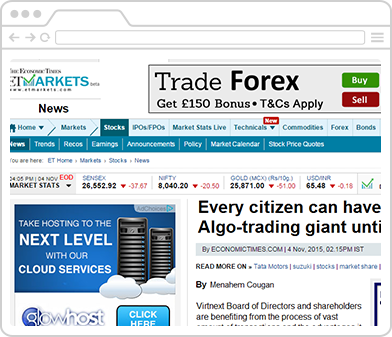 THE ECONOMIC TIMES
ETMARKETS beta
www.etmarkets.com
Trade Forex
Get £150 Bonus • T&Cs Apply
Buy
Sell
News
Home Markets Stocks IPOs/FPOs Market Stats Live Technicals Commodities Forex Bonds
News Trends Recos Earnings Announcements Policy Market Calendar Stock Price Quotes
You are here: ET Home › Markets › Stocks › News
04:05 PM | 04 NOV EOD
MARKET STATS
SENSEX
26,552.92 -37.67
NIFTY
8,040.20 -20.50
GOLD (MCX) (Rs/10g.)
25,871.00 -51.00
USD/INR
65.48 -0.18
AdChoices
TAKE HOSTING TO THE
NEXT LEVEL
WITH OUR
CLOUD SERVICES
glowhost
CLICK
HERE
Every citizen can have
Algo-trading giant unti
By ECONOMICTIMES.COM | 4 Nov, 2015, 02.15PM IST
READ MORE ON » Tata Motors | suzuki | stocks | market share |
By Menahem Cougan
Virtnext Board of Directors and shareholders
are benefiting from the process of vast